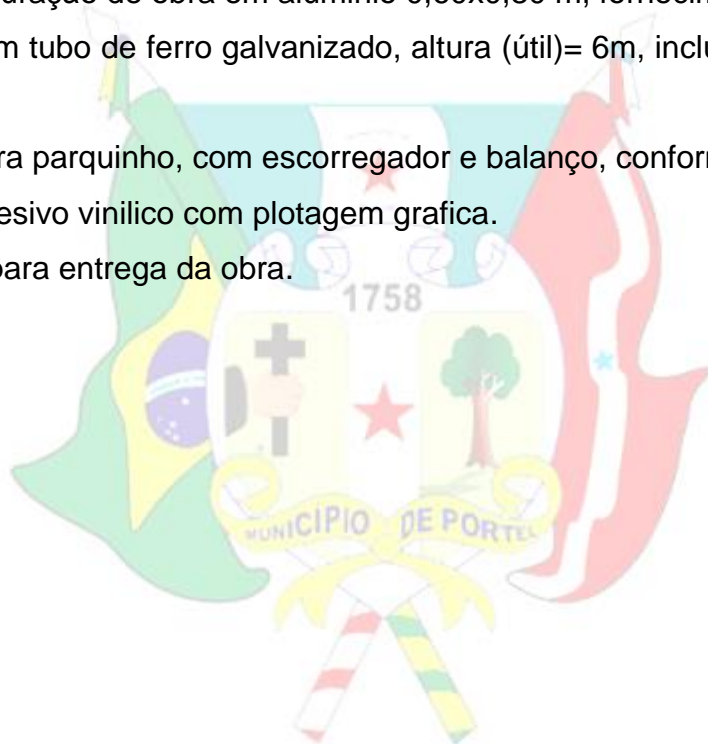 m tubo de ferro galvanizado, altura (útil)= 6m, inclu
ra parquinho, com escorregador e balanço, confor
esivo vinilico com plotagem grafica.
para entrega da obra.
1758
MUNICÍPIO DE PORTEL